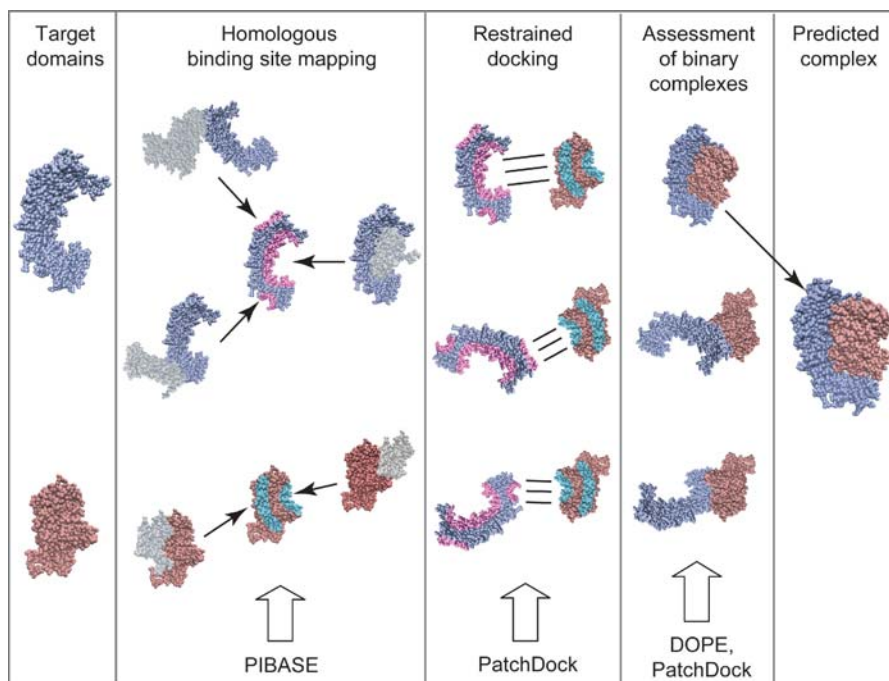 Target
domains
Homologous
binding site mapping
Restrained
docking
Assessment
of binary
complexes
Predicted
complex
PIBASE
PatchDock
DOPE,
PatchDock